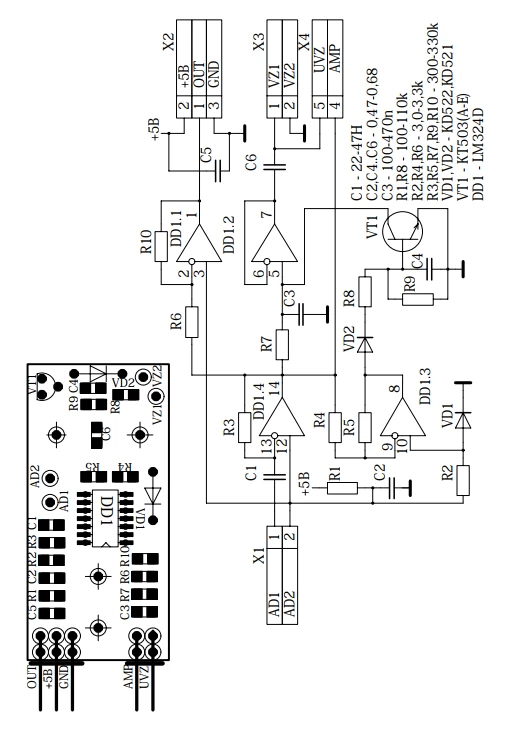 X2
2 +5B
1 OUT
3 GND
X3
1 VZ1
2 VZ2
X4
5 UVZ
4 AMP
+5B
C5
C6
R10
DD1.1
1
2
3
DD1.2
7
6
5
R6
C3
R7
VT1
C4
R9
R8
VD2
C1 - 22-47H
C2,C4..C6 - 0,47-0,68
C3 - 100-470n
R1,R8 - 100-110k
R2,R4,R6 - 3,0-3,3k
R3,R5,R7,R9,R10 - 300-330k
VD1,VD2 - KD522,KD521
VT1 - KT503(A-E)
DD1 - LM324D
R3
DD1.4
14
13
12
R4
R5
DD1.3
8
9
10
VD1
C1
+5B
R1
C2
R2
X1
AD1 1
AD2 2
VT1
R9
C4
VD2
R8
VZ2
VZ1
C6
AD2
AD1
R5
R4
DD1
VD1
C1
R3
R2
C2
R1
C5
R10
R6
R7
C3
OUT
+5B
GND
AMP
UVZ